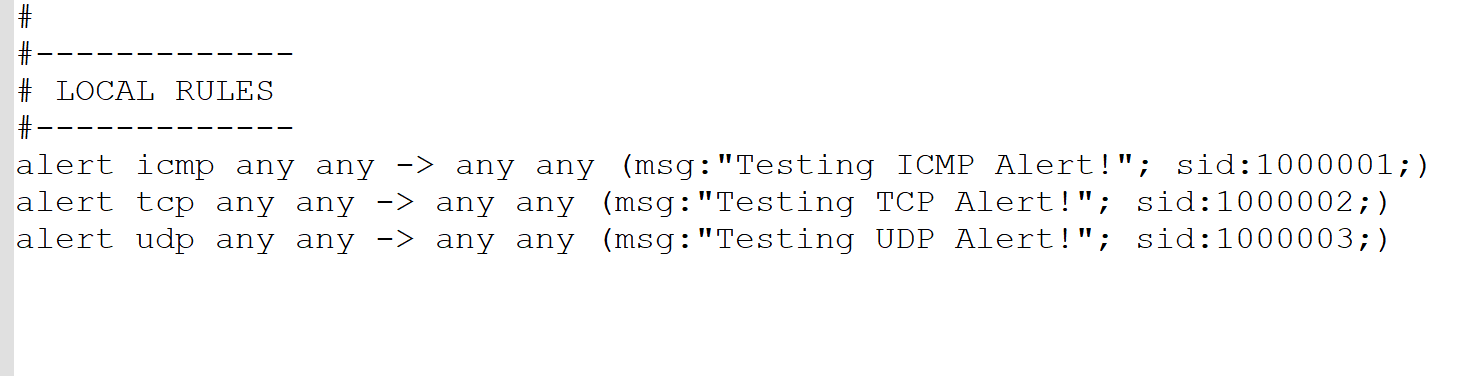 #
#-------------
# LOCAL RULES
#-------------
alert icmp any any -> any any (msg:"Testing ICMP Alert!"; sid:1000001;)
alert tcp any any -> any any (msg:"Testing TCP Alert!"; sid:1000002;)
alert udp any any -> any any (msg:"Testing UDP Alert!"; sid:1000003;)